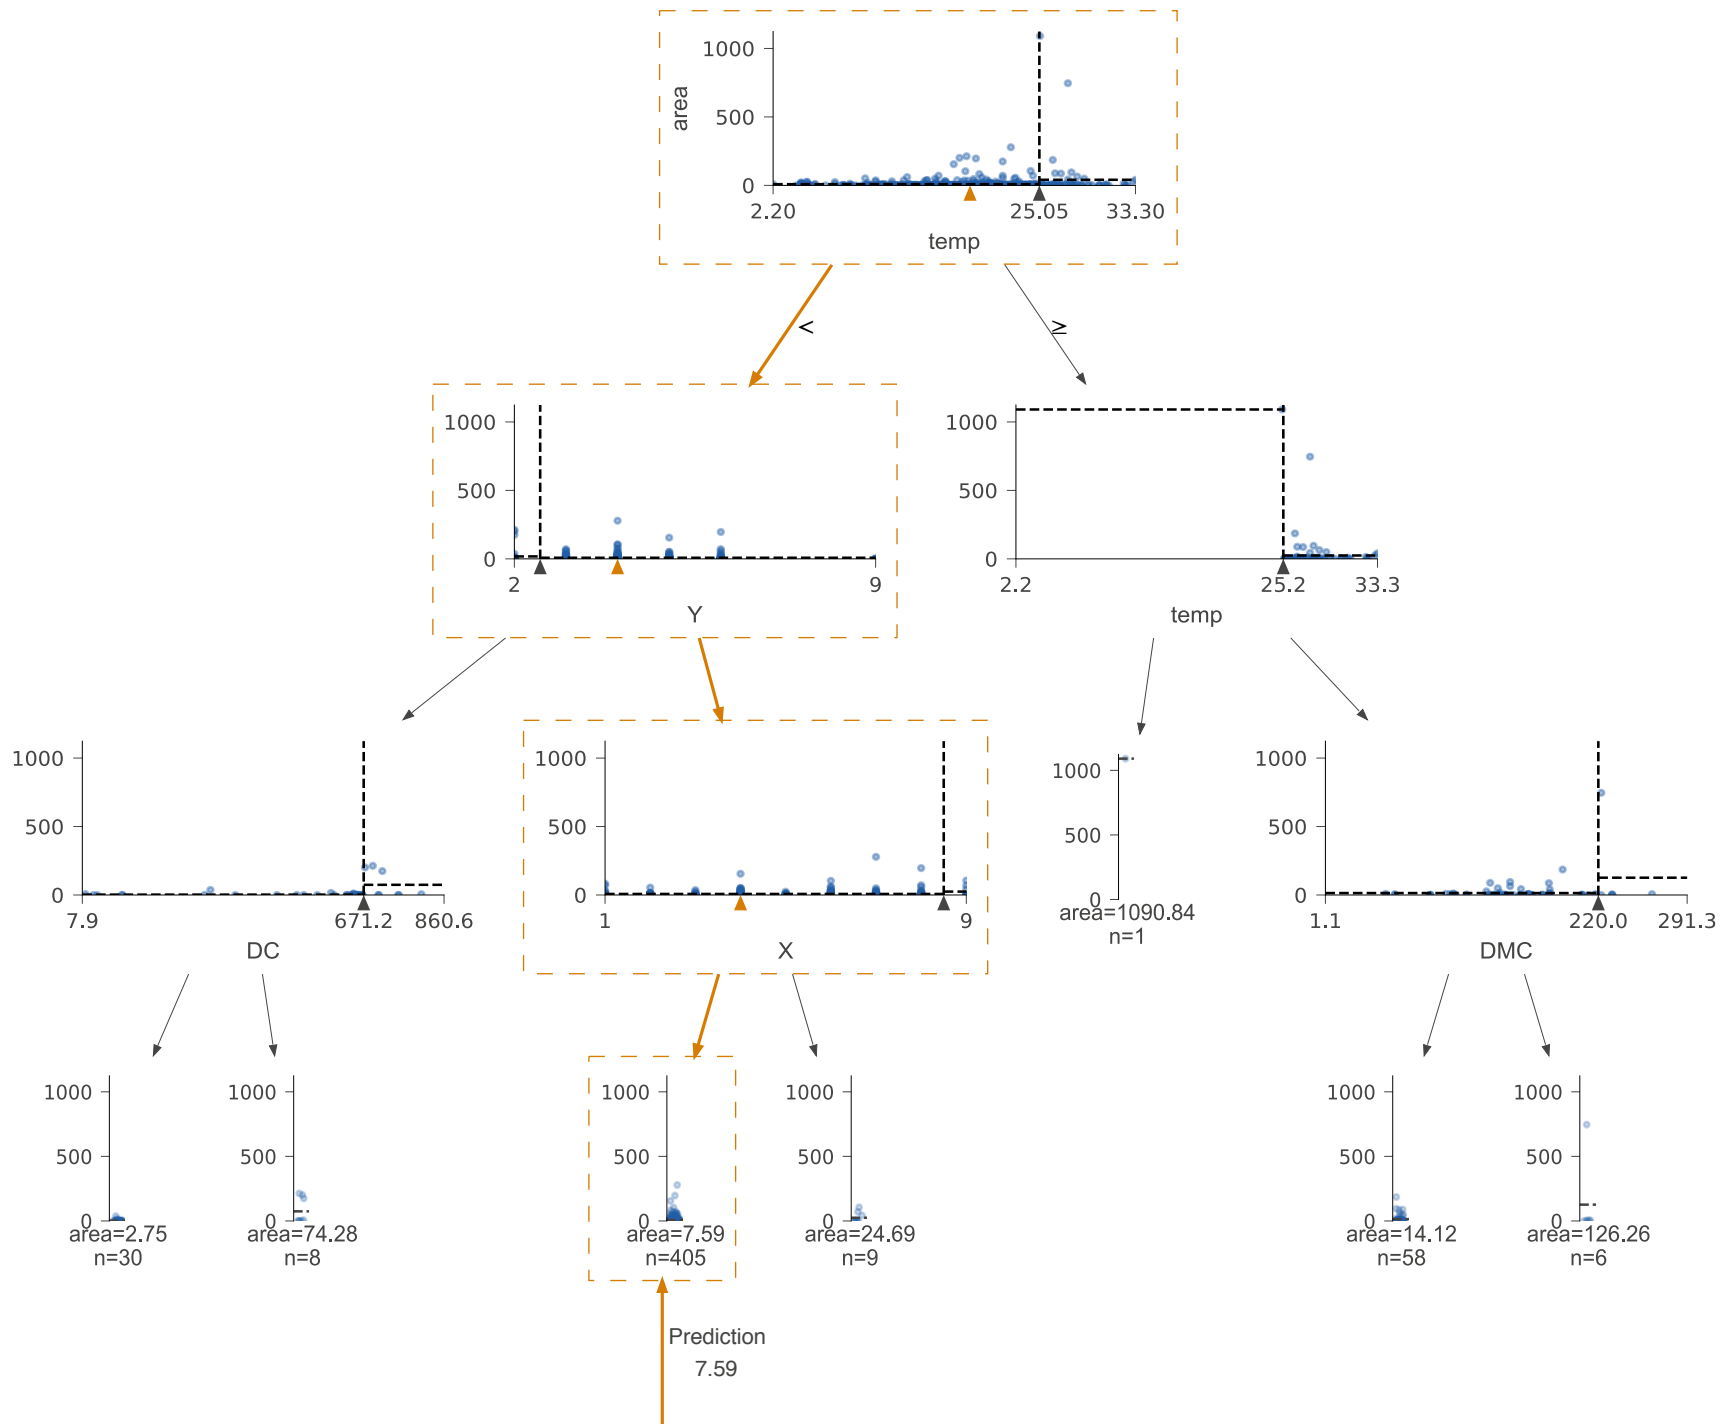 1000
500
0
area
2.20
25.05
33.30
temp
<
≥
1000
500
0
2
9
Y
1000
500
0
2.2
25.2
33.3
temp
1000
500
0
7.9
671.2
860.6
DC
1000
500
0
1
9
X
1000
500
0
area=1090.84
n=1
1000
500
0
1.1
220.0
291.3
DMC
1000
500
0
area=2.75
n=30
1000
500
0
area=74.28
n=8
1000
500
0
area=7.59
n=405
1000
500
0
area=24.69
n=9
1000
500
0
area=14.12
n=58
1000
500
0
area=126.26
n=6
Prediction
7.59